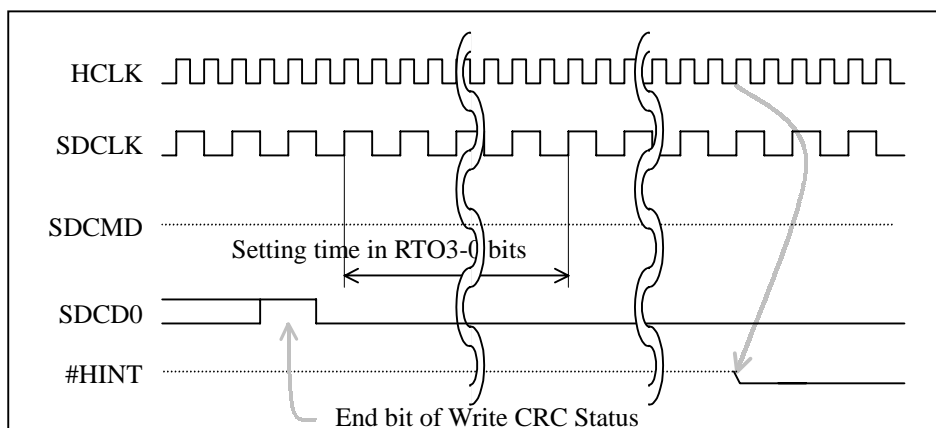 HCLK
SDCLK
SDCMD
Setting time in RTO3-0 bits
SDCD0
#HINT
End bit of Write CRC Status